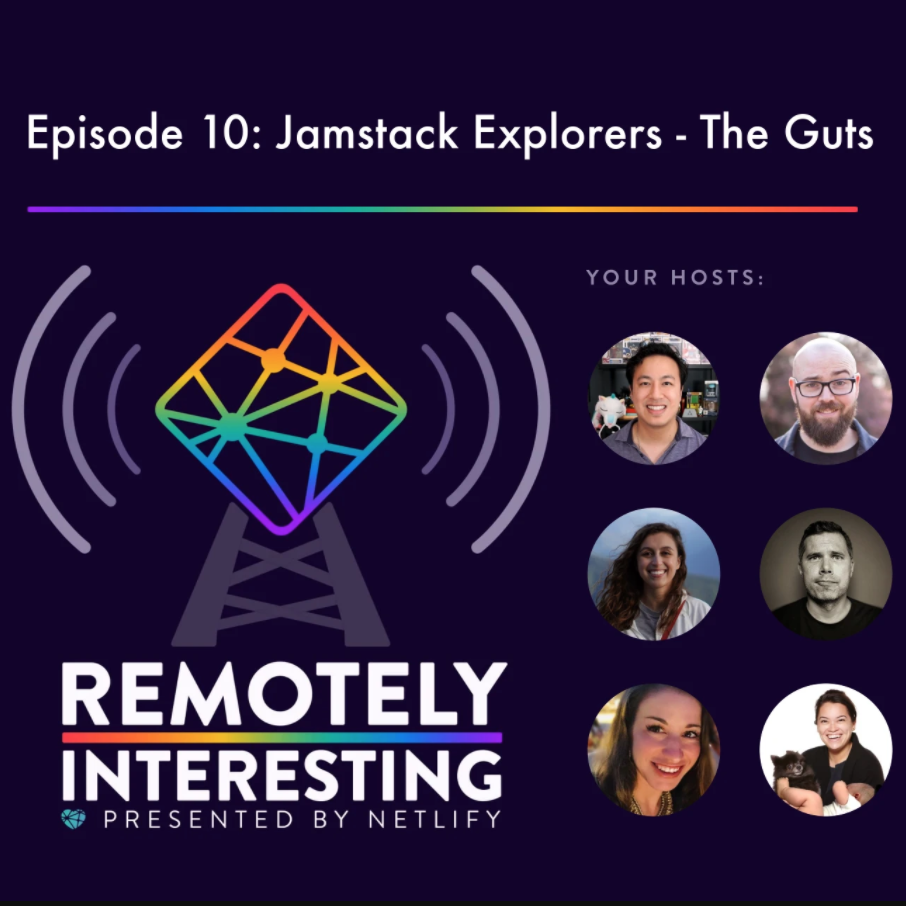 Episode 10: Jamstack Explorers - The Guts
YOUR HOSTS:
REMOTELY
INTERESTING
PRESENTED BY NETLIFY